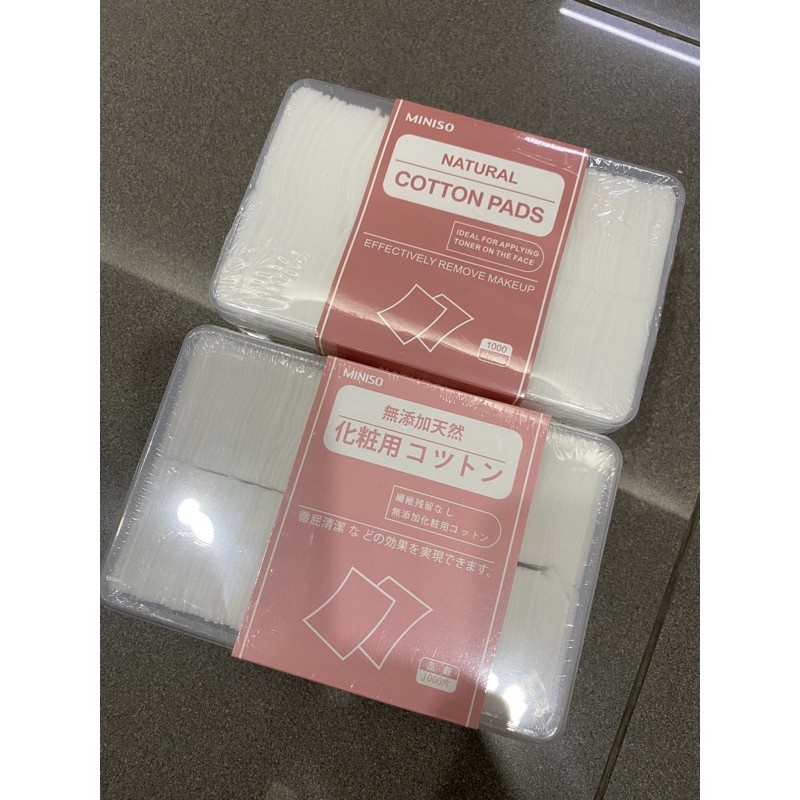 MINISO
NATURAL
COTTON PADS
IDEAL FOR APPLYING
TONER ON THE FACE
EFFECTIVELY REMOVE MAKEUP
1000
MINISO
無添加天然
化粧用コットン
繊維残留なし
無添加化粧用コットン
徹屁清潔 な どの効果を実現できます。
1000片